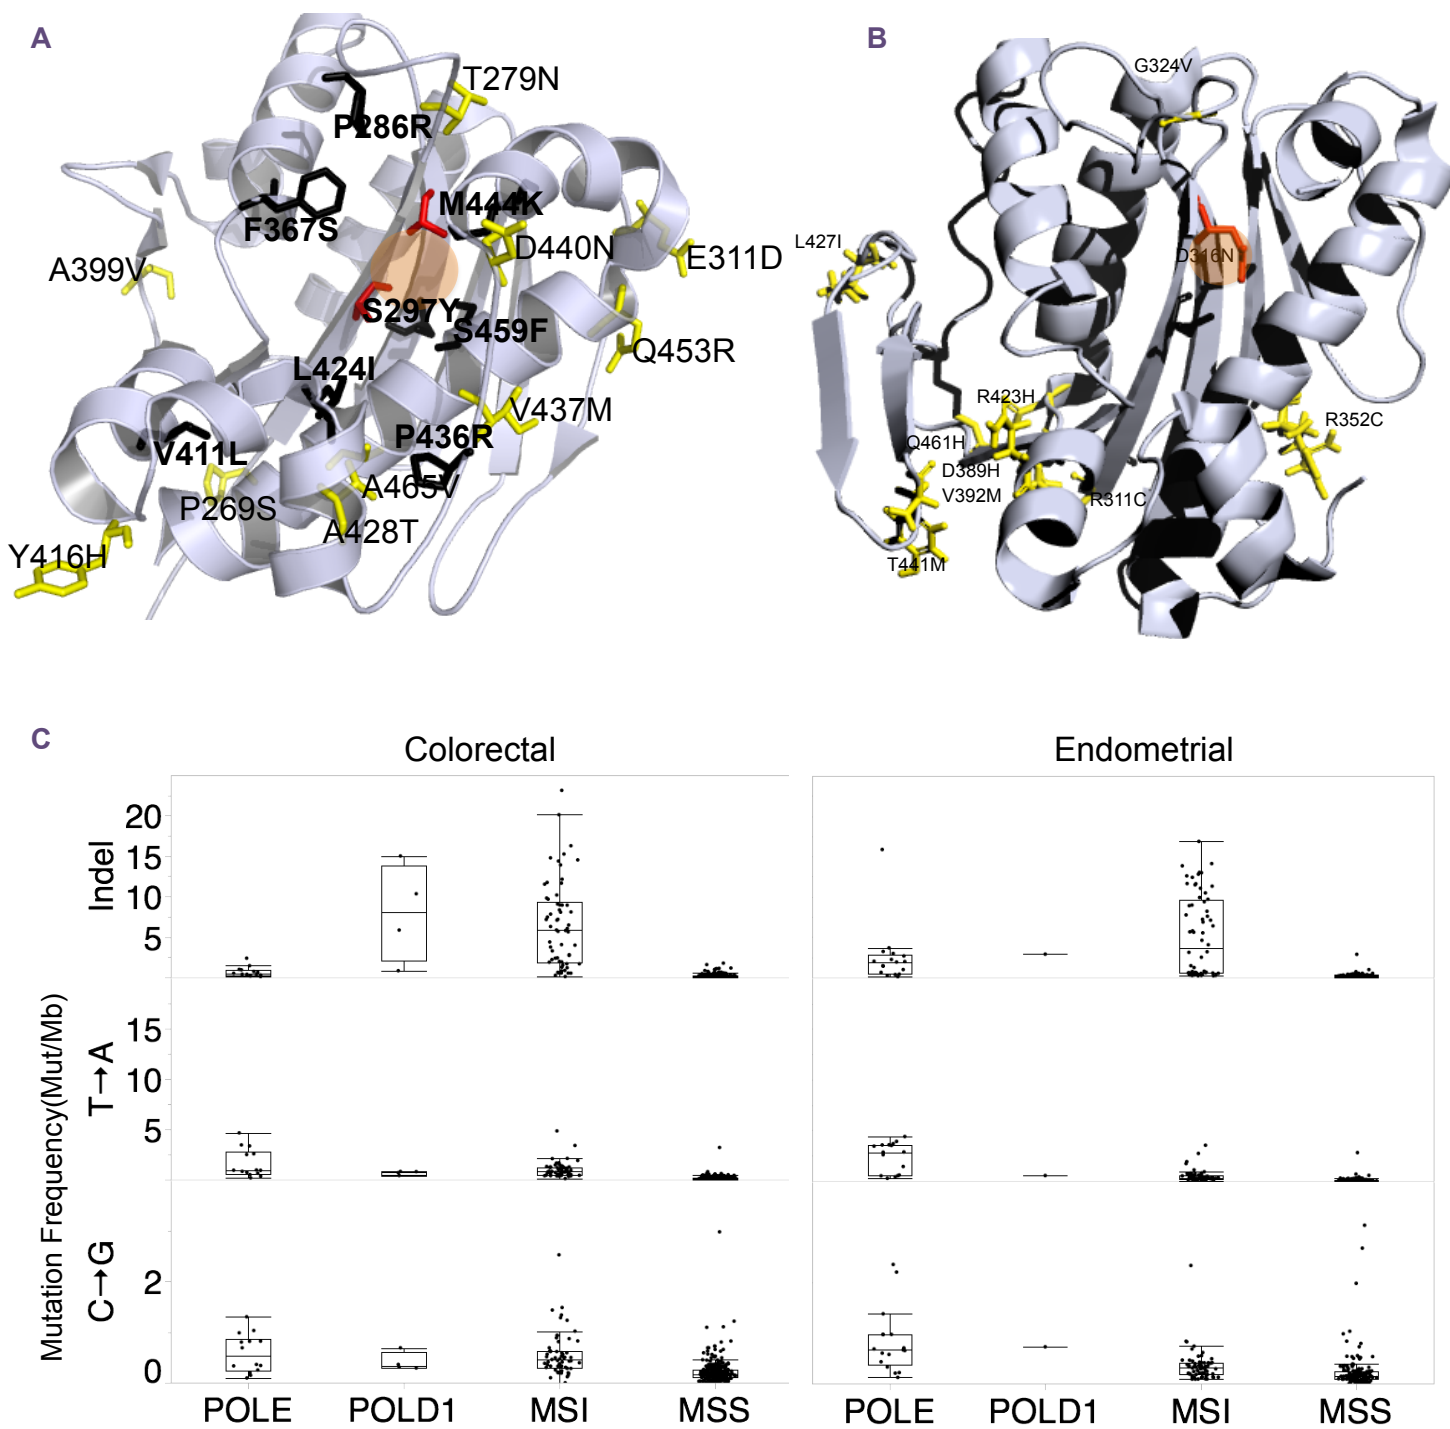 A
B
T279N
G324V
P286R
M444K
F367S
D440N
L427I
E311D
D316N
A399V
S297Y
S459F
Q453R
L424I
R423H
V437M
R352C
P436R
Q461H
V411L
D389H
A465V
V392M
R311C
P269S
A428T
Y416H
T441M
C
Colorectal
Endometrial
Mutation Frequency(Mut/Mb)
Indel
20
15
10
5
T→A
15
10
5
C→G
2
0
POLE POLD1 MSI MSS
POLE POLD1 MSI MSS